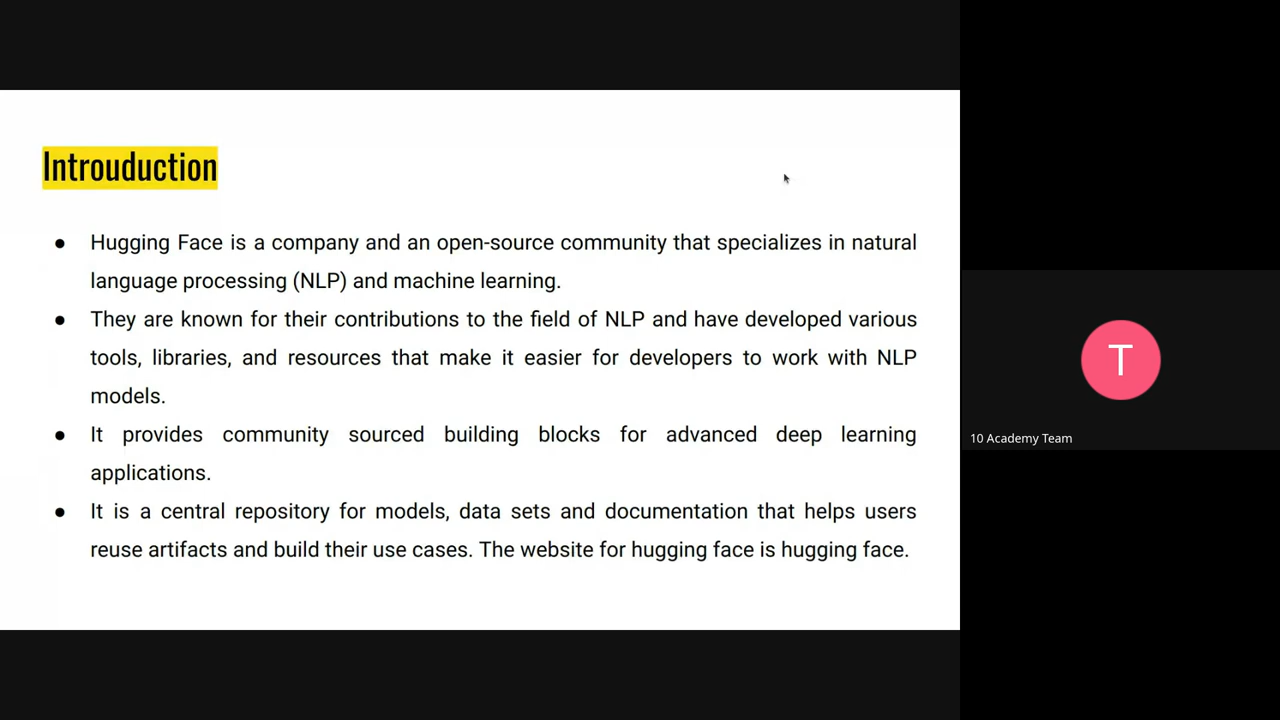 Introuduction
● Hugging Face is a company and an open-source community that specializes in natural
language processing (NLP) and machine learning.
● They are known for their contributions to the field of NLP and have developed various
tools, libraries, and resources that make it easier for developers to work with NLP
models.
● It provides community sourced building blocks for advanced deep learning
applications.
● It is a central repository for models, data sets and documentation that helps users
reuse artifacts and build their use cases. The website for hugging face is hugging face.
T
10 Academy Team